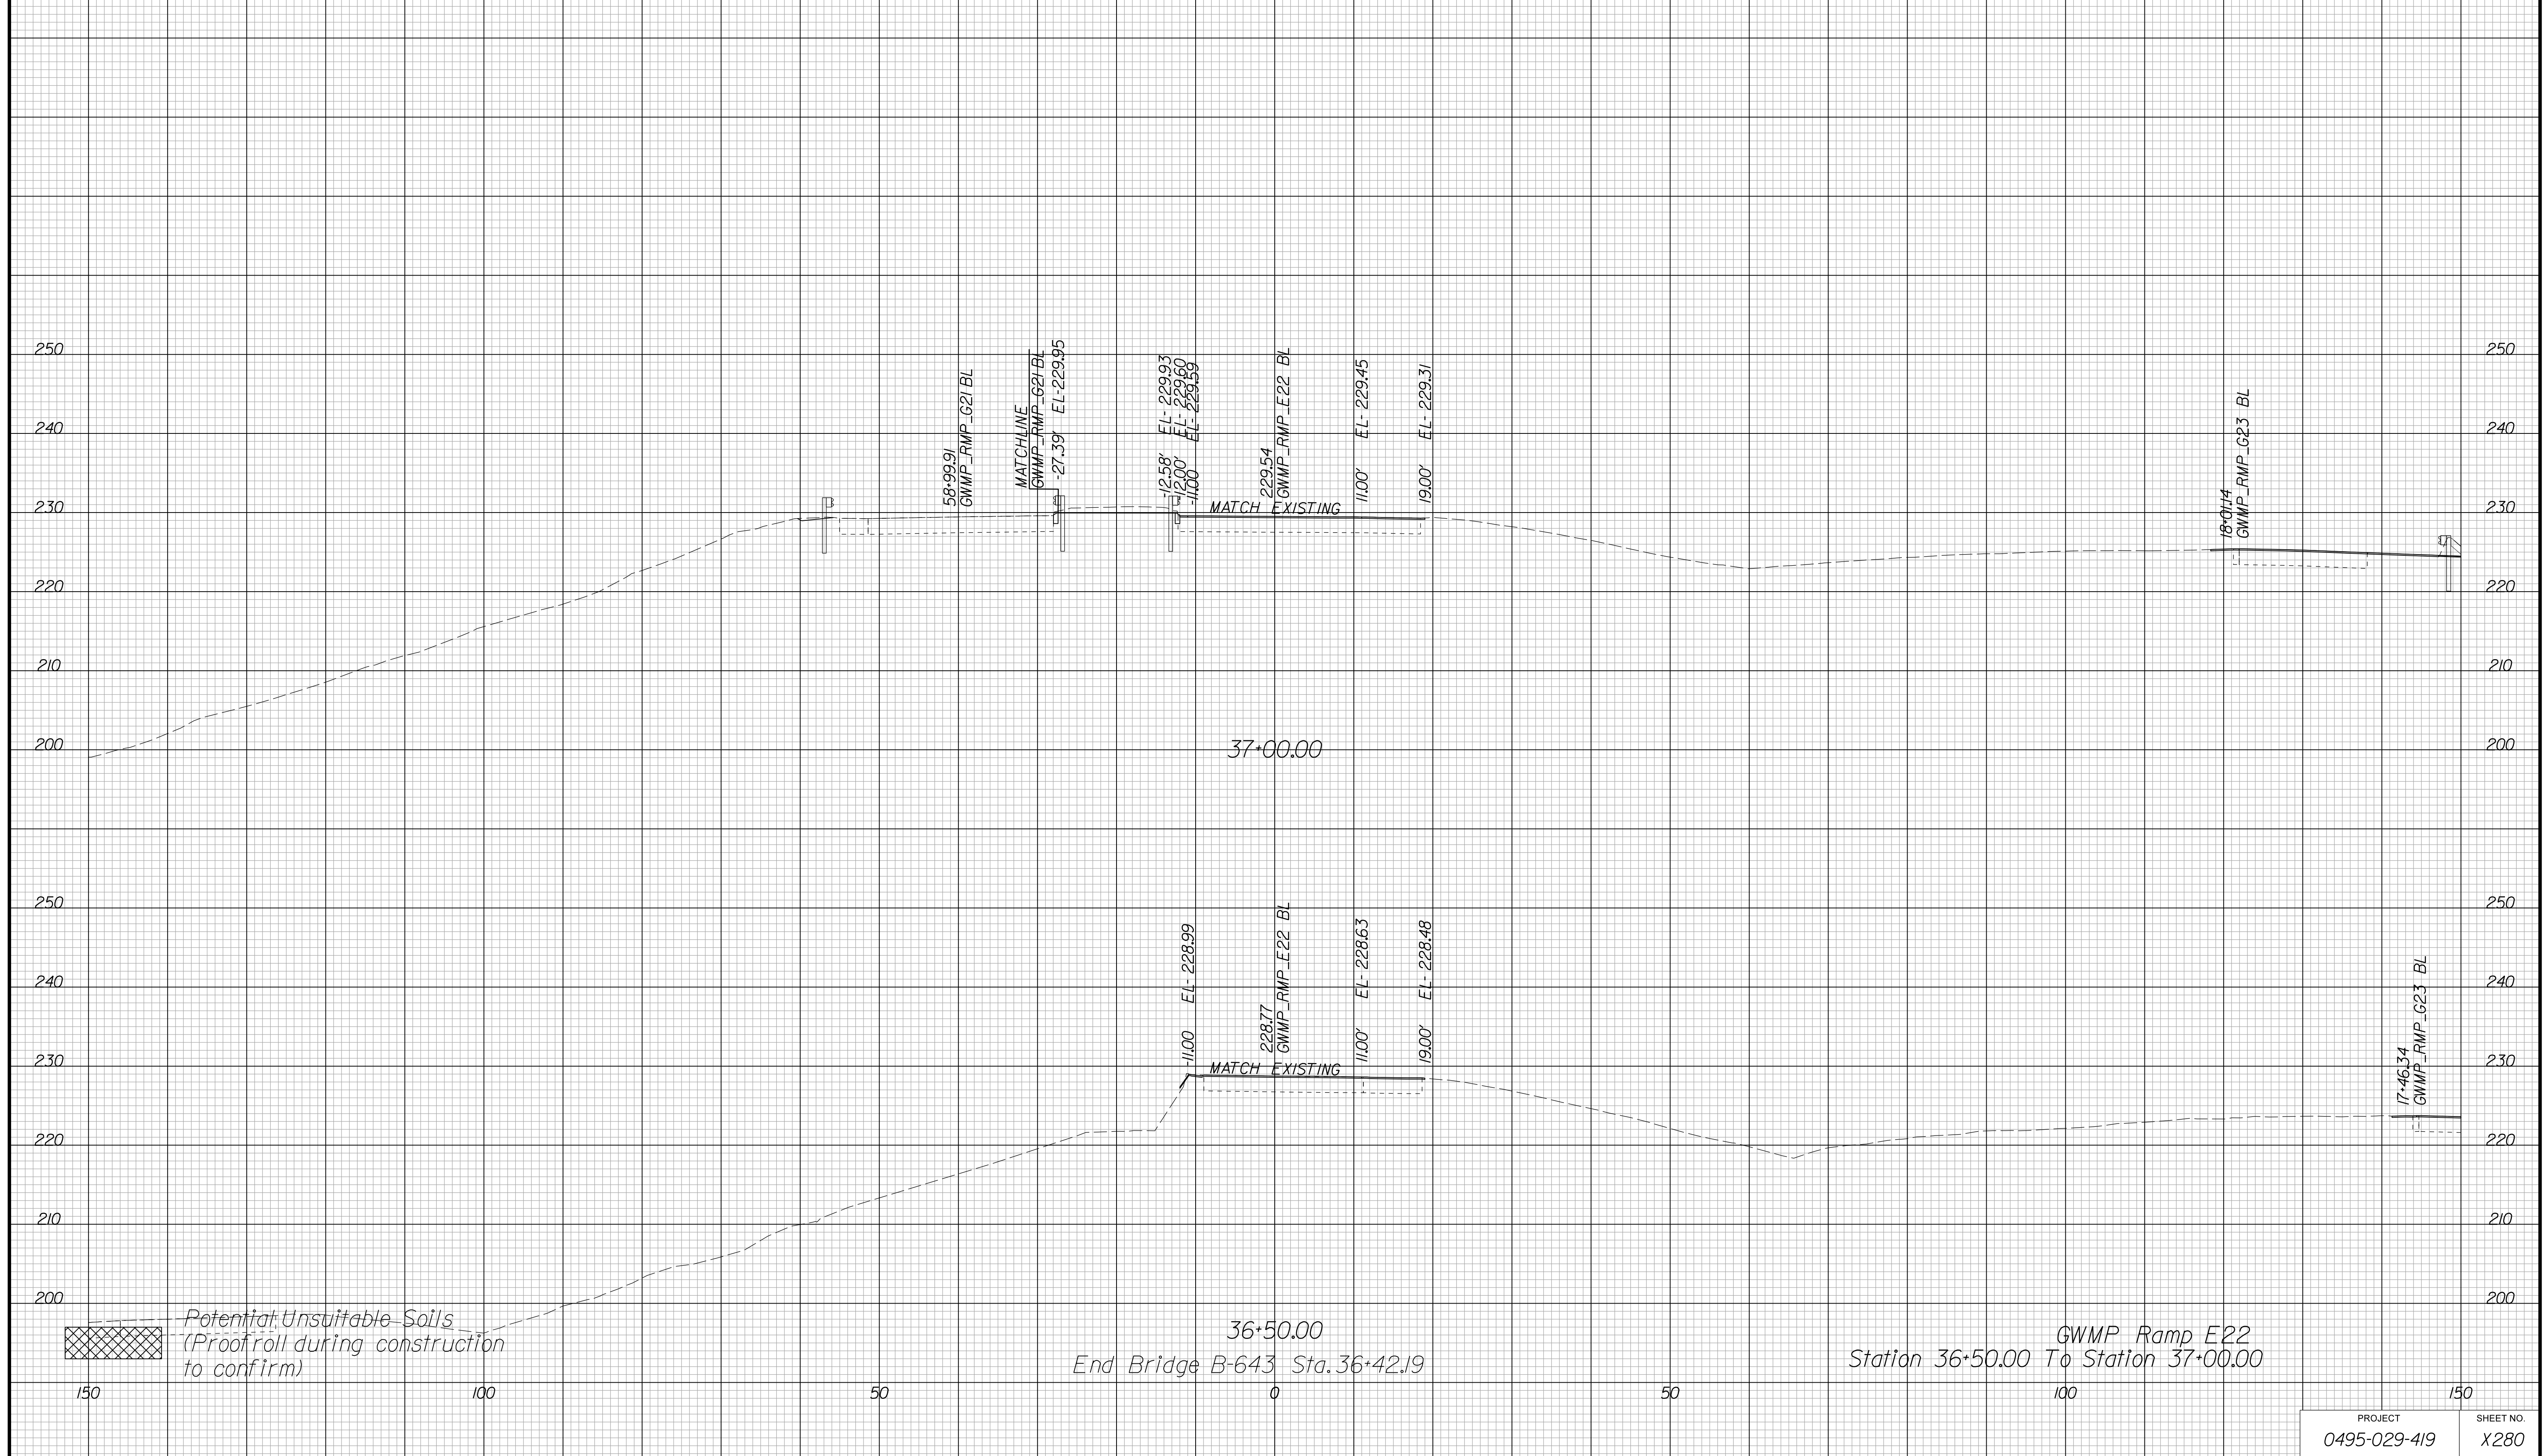 250
250
240
240
230
230
220
220
210
210
200
200
58+99.91
GWMP_RMP_G21 BL
MATCHLINE
GWMP_RMP_G21 BL
-27.39' EL-229.95
-12.58' EL- 229.93
-12.00' EL- 229.60
-11.00 EL- 229.59
229.54
GWMP_RMP_E22 BL
11.00' EL- 229.45
19.00' EL- 229.31
MATCH EXISTING
18+01.14
GWMP_RMP_G23 BL
37+00.00
250
250
240
240
230
230
220
220
210
210
200
200
-11.00 EL- 228.99
228.77
GWMP_RMP_E22 BL
11.00' EL- 228.63
19.00' EL- 228.48
MATCH EXISTING
17+46.34
GWMP_RMP_G23 BL
Potential Unsuitable Soils
(Proofroll during construction
to confirm)
36+50.00
End Bridge B-643 Sta. 36+42.19
GWMP Ramp E22
Station 36+50.00 To Station 37+00.00
150
100
50
0
50
100
150
PROJECT
SHEET NO.
0495-029-419
X280